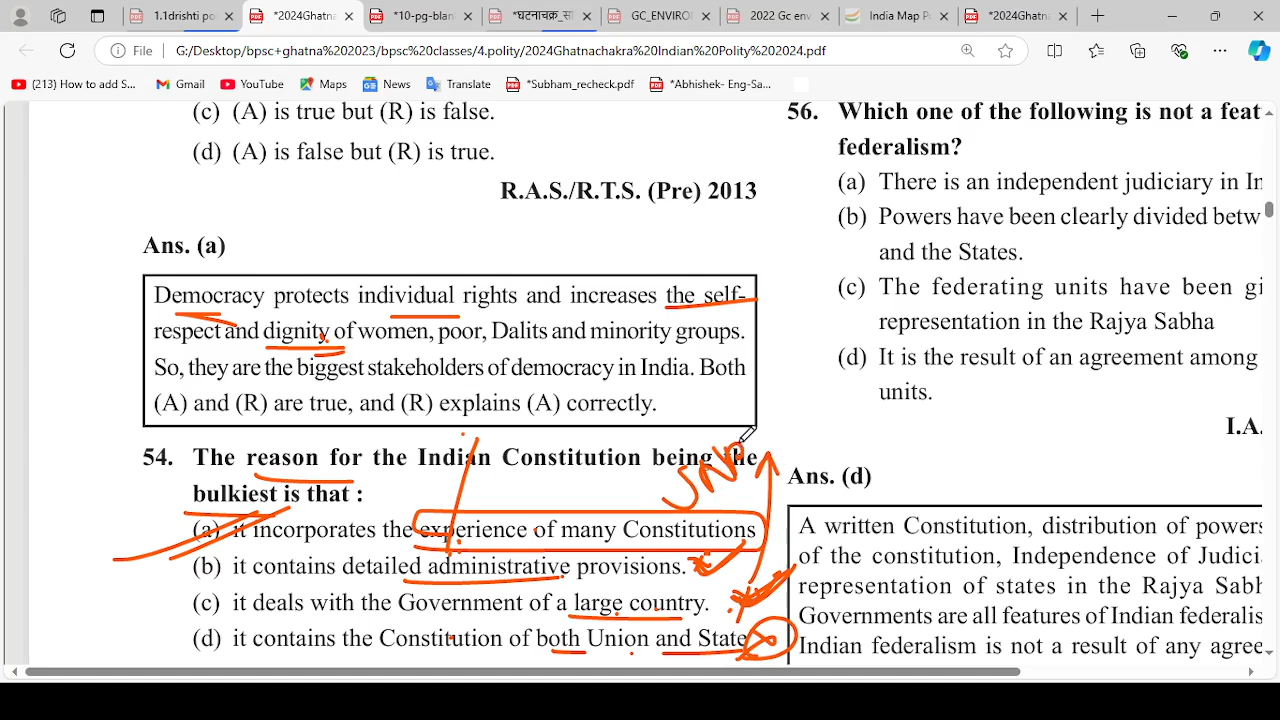 1.1drishti po
*2024Ghatna
*10-pg-blan
*घटनाचक्र_सा
GC_ENVIRON
2022 Gc env
India Map P
*2024Ghatna
File
G:/Desktop/bpsc+ghatna%202023/bpsc%20classes/4.polity/2024Ghatnachakra%20Indian%20Polity%202024.pdf
(213) How to add S...
Gmail
YouTube
Maps
News
Translate
*Subham_recheck.pdf
*Abhishek- Eng-Sa...
(c) (A) is true but (R) is false.
(d) (A) is false but (R) is true.
R.A.S./R.T.S. (Pre) 2013
Ans. (a)
Democracy protects individual rights and increases the self-
respect and dignity of women, poor, Dalits and minority groups.
So, they are the biggest stakeholders of democracy in India. Both
(A) and (R) are true, and (R) explains (A) correctly.
54. The reason for the Indian Constitution being the
bulkiest is that :
(a) it incorporates the experience of many Constitutions
(b) it contains detailed administrative provisions.
(c) it deals with the Government of a large country.
(d) it contains the Constitution of both Union and State
56. Which one of the following is not a feat
federalism?
(a) There is an independent judiciary in In
(b) Powers have been clearly divided betw
and the States.
(c) The federating units have been gi
representation in the Rajya Sabha
(d) It is the result of an agreement among
units.
I.A.
Ans. (d)
A written Constitution, distribution of powers
of the constitution, Independence of Judici
representation of states in the Rajya Sabh
Governments are all features of Indian federalis
Indian federalism is not a result of any agree